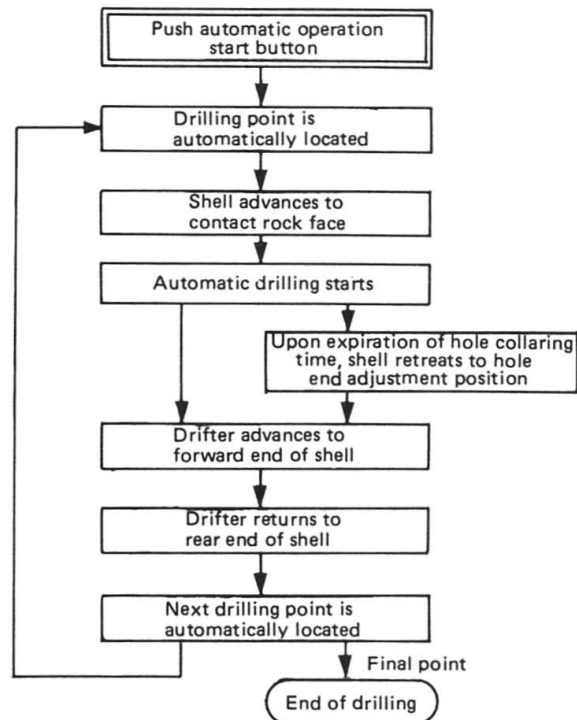 Push automatic operation
start button
Drilling point is
automatically located
Shell advances to
contact rock face
Automatic drilling starts
Upon expiration of hole collaring
time, shell retreats to hole
end adjustment position
Drifter advances to
forward end of shell
Drifter returns to
rear end of shell
Next drilling point is
automatically located
Final point
End of drilling